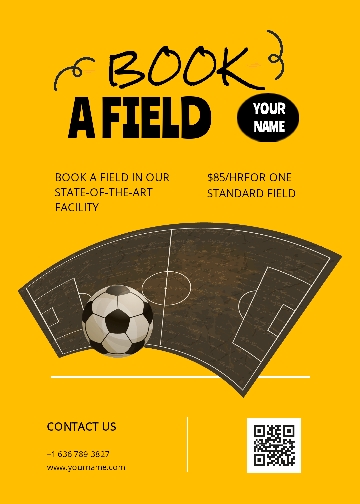 BOOK
A FIELD
YOUR
NAME
BOOK A FIELD IN OUR
STATE-OF-THE-ART
FACILITY
$85/HRFOR ONE
STANDARD FIELD
CONTACT US
+1 636 789 3827
www.yourname.com